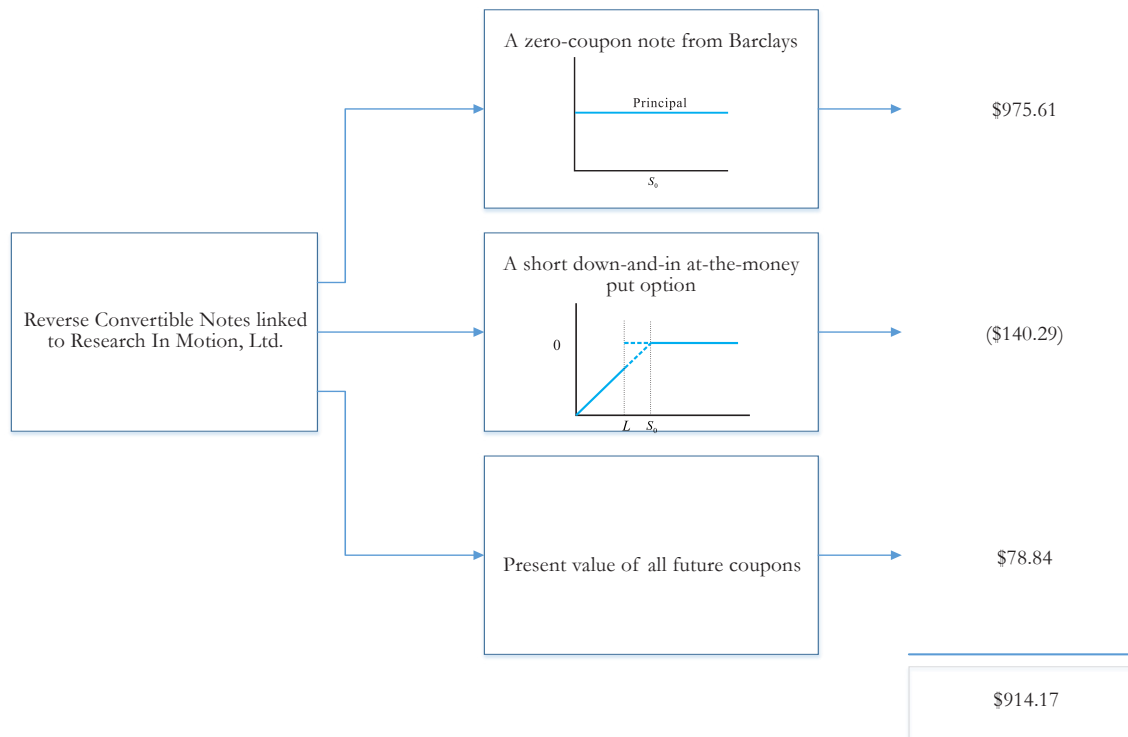 A zero-coupon note from Barclays
Principal
S₀
$975.61
Reverse Convertible Notes linked
to Research In Motion, Ltd.
A short down-and-in at-the-money
put option
0
L S₀
($140.29)
Present value of all future coupons
$78.84
$914.17